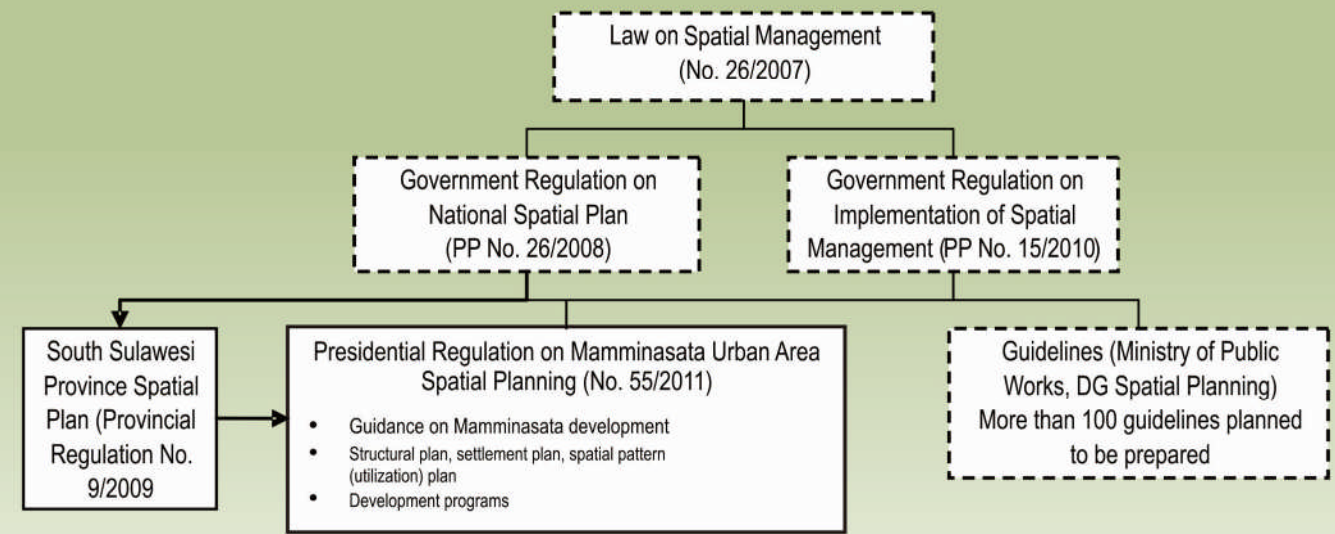 Law on Spatial Management
(No. 26/2007)
Government Regulation on
National Spatial Plan
(PP No. 26/2008)
Government Regulation on
Implementation of Spatial
Management (PP No. 15/2010)
South Sulawesi
Province Spatial
Plan (Provincial
Regulation No.
9/2009
Presidential Regulation on Mamminasata Urban Area
Spatial Planning (No. 55/2011)
• Guidance on Mamminasata development
• Structural plan, settlement plan, spatial pattern
(utilization) plan
• Development programs
Guidelines (Ministry of Public
Works, DG Spatial Planning)
More than 100 guidelines planned
to be prepared